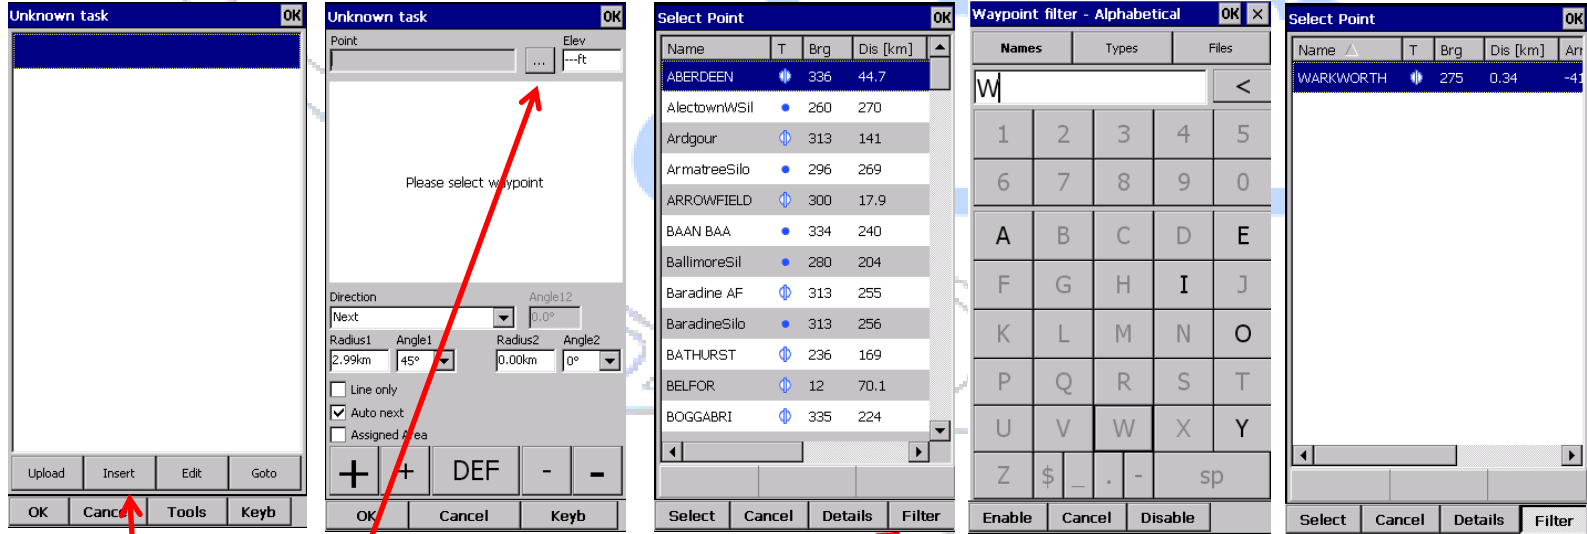 Unknown task OK
Upload Insert Edit Goto
OK Cancel Tools Keyb
Unknown task OK
Point Elev
... ---ft
Please select waypoint
Direction Angle12
Next 0.0°
Radius1 Angle1 Radius2 Angle2
2.99km 45° 0.00km 0°
Line only
Auto next
Assigned Area
+ + DEF - -
OK Cancel Keyb
Select Point OK
Name T Brg Dis [km]
ABERDEEN 336 44.7
AlectownWSil 260 270
Ardgour 313 141
ArmatreeSilo 296 269
ARROWFIELD 300 17.9
BAAN BAA 334 240
BallimoreSil 280 204
Baradine AF 313 255
BaradineSilo 313 256
BATHURST 236 169
BELFOR 12 70.1
BOGGABRI 335 224
Select Cancel Details Filter
Waypoint filter - Alphabetical OK ×
Names Types Files
W <
1 2 3 4 5
6 7 8 9 0
A B C D E
F G H I J
K L M N O
P Q R S T
U V W X Y
Z $ _ . - sp
Enable Cancel Disable
Select Point OK
Name T Brg Dis [km] Arr
WARKWORTH 275 0.34 -41
Select Cancel Details Filter